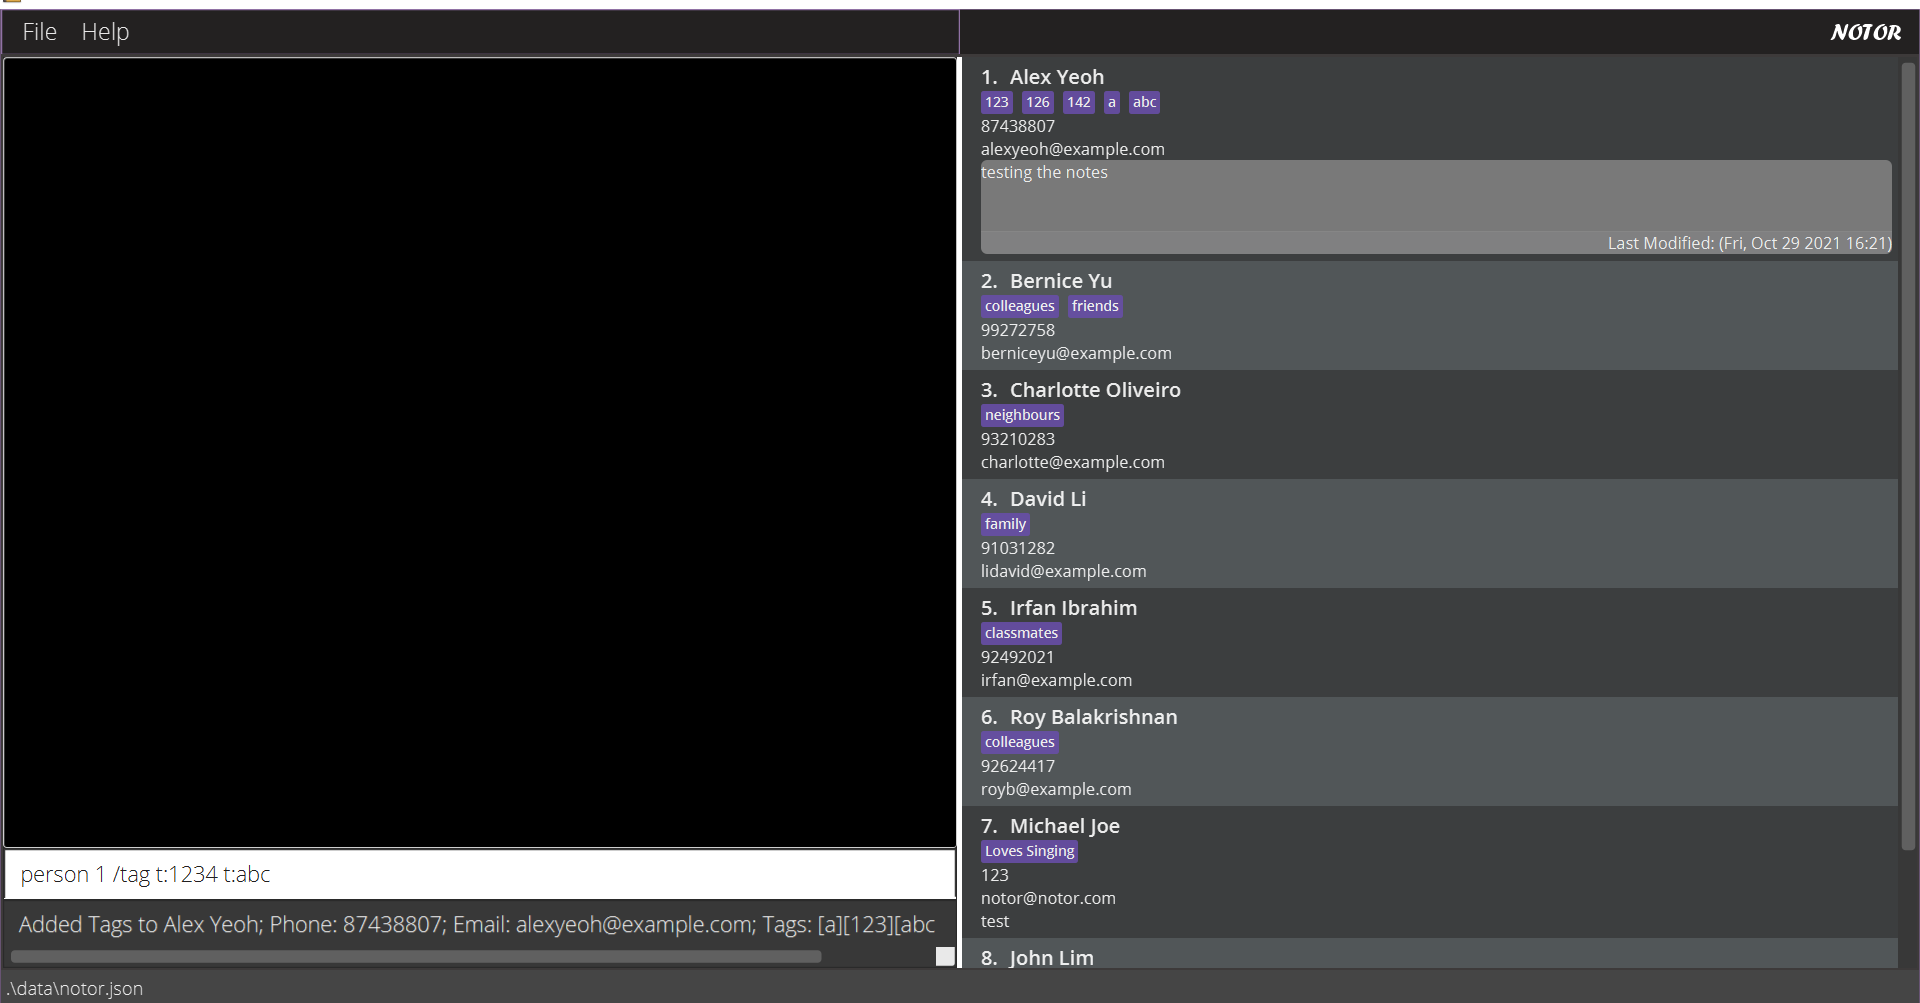 File Help
NOTOR
person 1 /tag t:1234 t:abc
Added Tags to Alex Yeoh; Phone: 87438807; Email: alexyeoh@example.com; Tags: [a][123][abc
1. Alex Yeoh
123 126 142 a abc
87438807
alexyeoh@example.com
testing the notes
Last Modified: (Fri, Oct 29 2021 16:21)
2. Bernice Yu
colleagues friends
99272758
berniceyu@example.com
3. Charlotte Oliveiro
neighbours
93210283
charlotte@example.com
4. David Li
family
91031282
lidavid@example.com
5. Irfan Ibrahim
classmates
92492021
irfan@example.com
6. Roy Balakrishnan
colleagues
92624417
royb@example.com
7. Michael Joe
Loves Singing
123
notor@notor.com
test
8. John Lim
.\data\notor.json